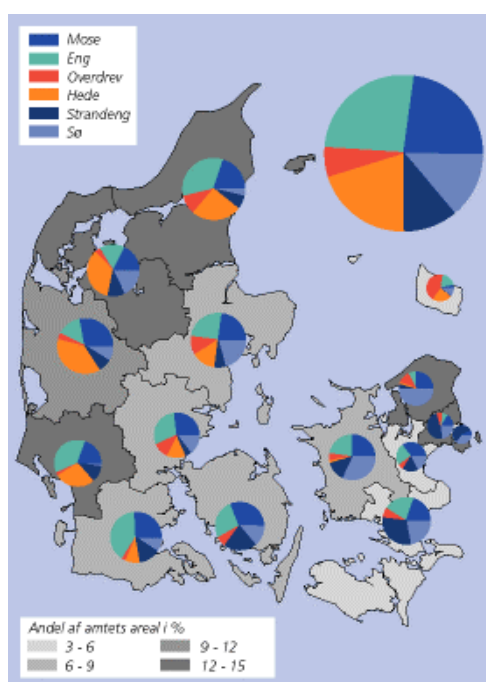 Mose
Eng
Overdrev
Hede
Strandeng
Sø
Andel af amtets areal i %
3 - 6
9 - 12
6 - 9
12 - 15